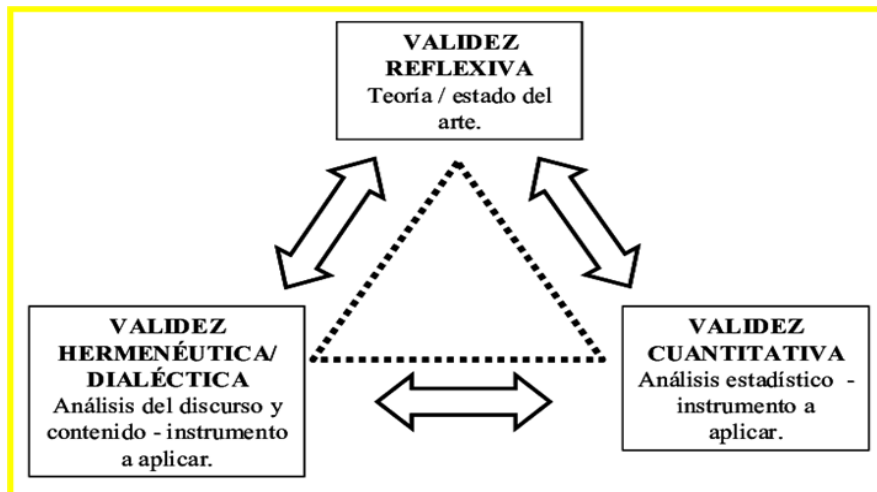 VALIDEZ
REFLEXIVA
Teoría / estado del
arte.
VALIDEZ
HERMENÉUTICA/
DIALÉCTICA
Análisis del discurso y
contenido - instrumento
a aplicar.
VALIDEZ
CUANTITATIVA
Análisis estadístico -
instrumento a
aplicar.